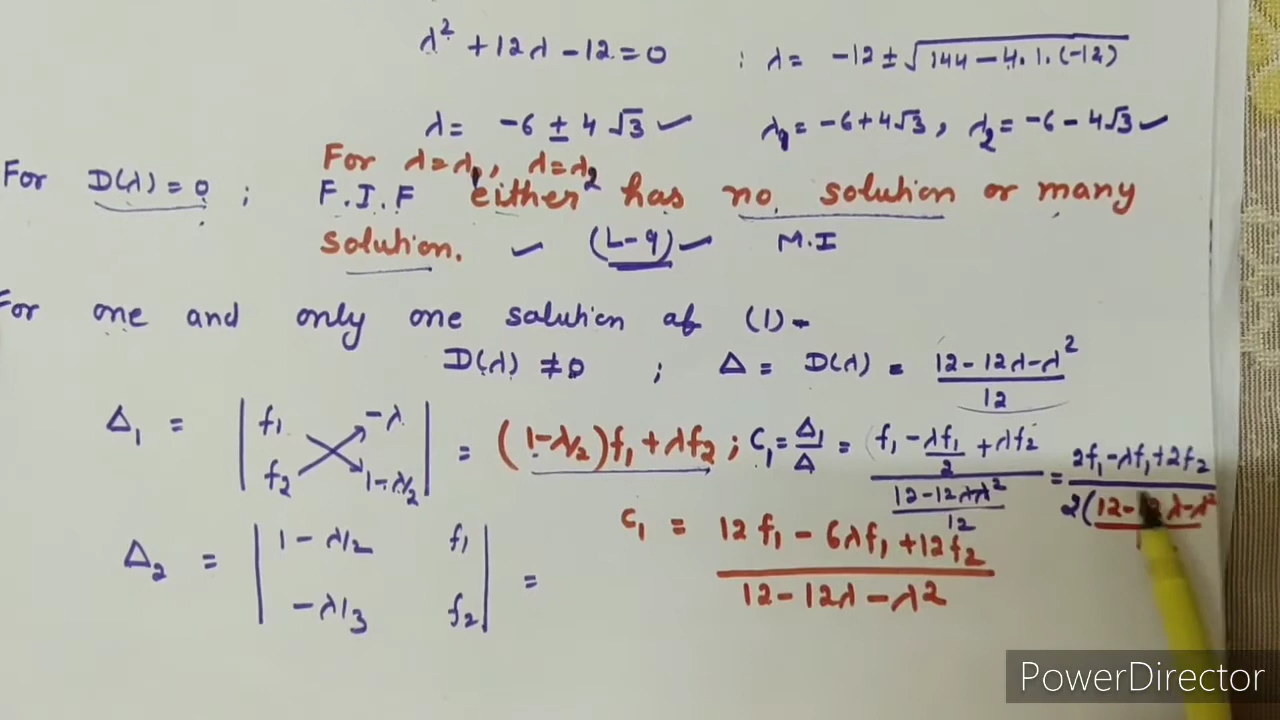 λ² + 12λ - 12 = 0 : λ = -12 ± √(144 - 4.1.(-12))
λ = -6 ± 4√3 ✓ λ₁ = -6+4√3, λ₂ = -6-4√3 ✓
For λ=λ₁, λ=λ₂
For D(λ) = 0 ; F.I.F either has no solution or many
solution. ✓ (L-9) ✓ M.I
For one and only one solution of (1)-
D(λ) ≠ 0 ; Δ = D(λ) = (12-12λ-λ²)/12
Δ₁ = | f₁ -λ ; f₂ 1-λ/2 | = (1-λ/2)f₁+λf₂ ; C₁ = Δ₁/Δ = (f₁ - λf₁/2 + λf₂)/((12-12λ-λ²)/12) = (2f₁-λf₁+2f₂)/2(12-12λ-λ²
C₁ = (12f₁ - 6λf₁ + 12f₂)/(12-12λ-λ²)
Δ₂ = | 1-λ/2 f₁ ; -λ/3 f₂ | =
PowerDirector